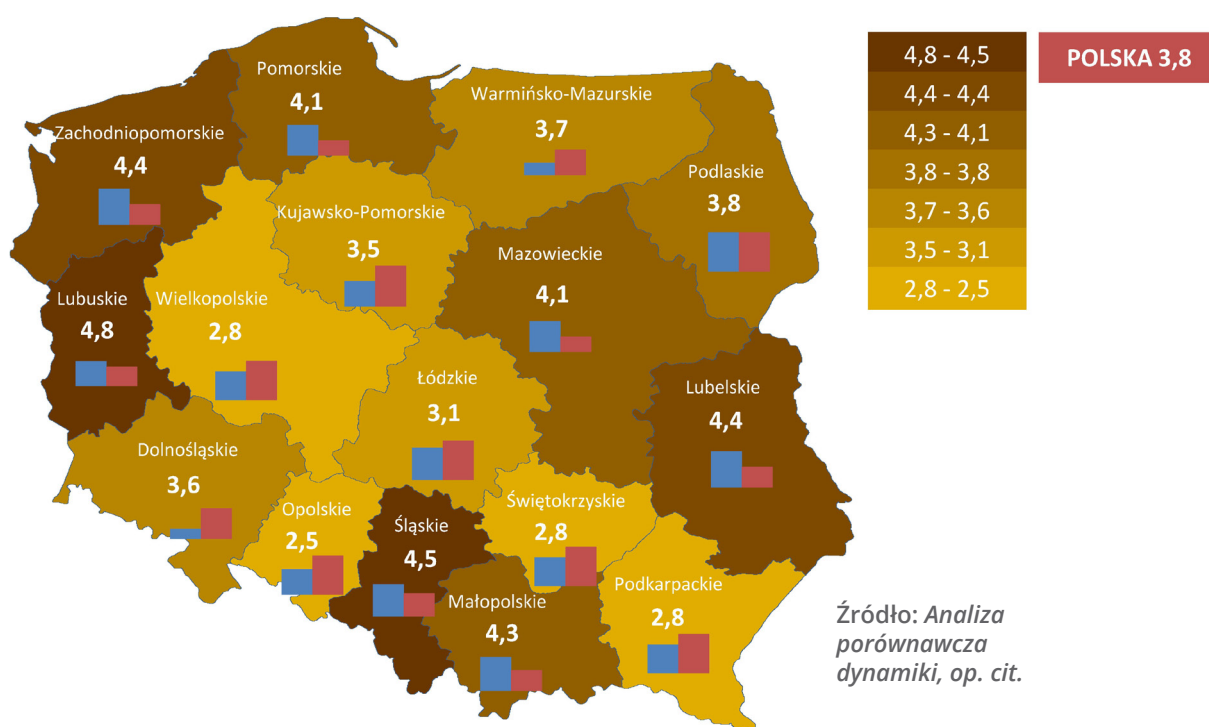 Pomorskie
4,1
Warmińsko-Mazurskie
3,7
Zachodniopomorskie
4,4
Podlaskie
3,8
Kujawsko-Pomorskie
3,5
Mazowieckie
4,1
Lubuskie
4,8
Wielkopolskie
2,8
Łódzkie
3,1
Lubelskie
4,4
Dolnośląskie
3,6
Opolskie
2,5
Śląskie
4,5
Świętokrzyskie
2,8
Małopolskie
4,3
Podkarpackie
2,8
4,8 - 4,5
4,4 - 4,4
4,3 - 4,1
3,8 - 3,8
3,7 - 3,6
3,5 - 3,1
2,8 - 2,5
POLSKA 3,8
Źródło: Analiza
porównawcza
dynamiki, op. cit.